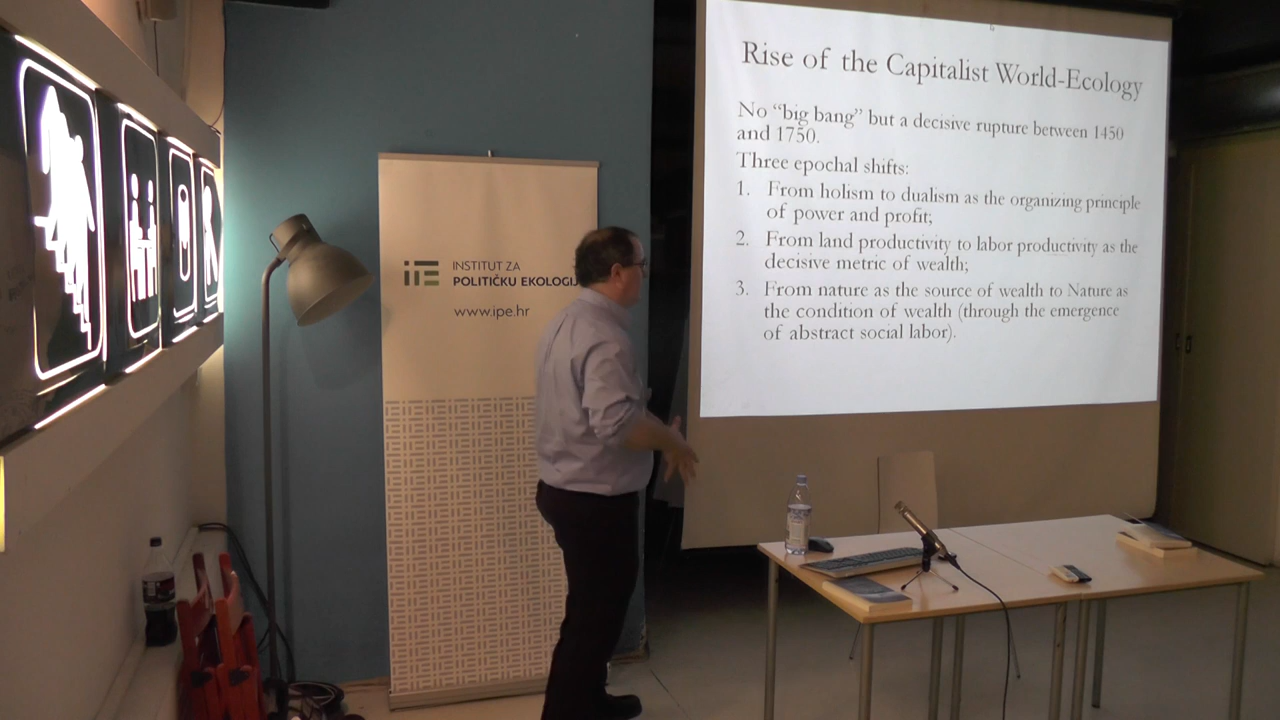 Rise of the Capitalist World-Ecology
No “big bang” but a decisive rupture between 1450
and 1750.
Three epochal shifts:
1. From holism to dualism as the organizing principle
of power and profit;
2. From land productivity to labor productivity as the
decisive metric of wealth;
3. From nature as the source of wealth to Nature as
the condition of wealth (through the emergence
of abstract social labor).
INSTITUT ZA
POLITIČKU EKOLOGIJ
www.ipe.hr